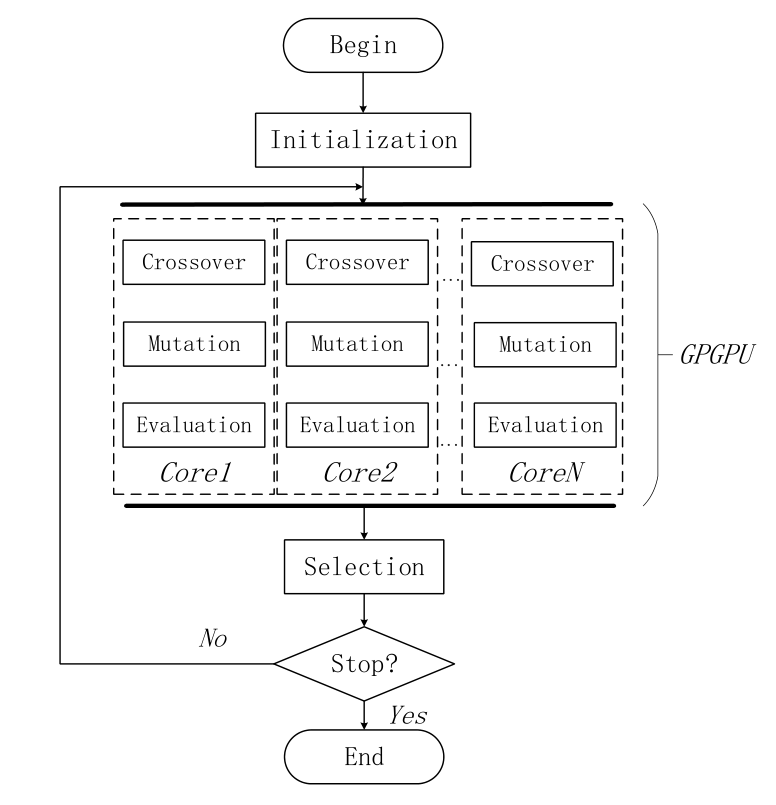 Begin
Initialization
Crossover Crossover ... Crossover
Mutation Mutation ... Mutation
GPGPU
Evaluation Evaluation ... Evaluation
Core1 Core2 CoreN
Selection
No
Stop?
Yes
End